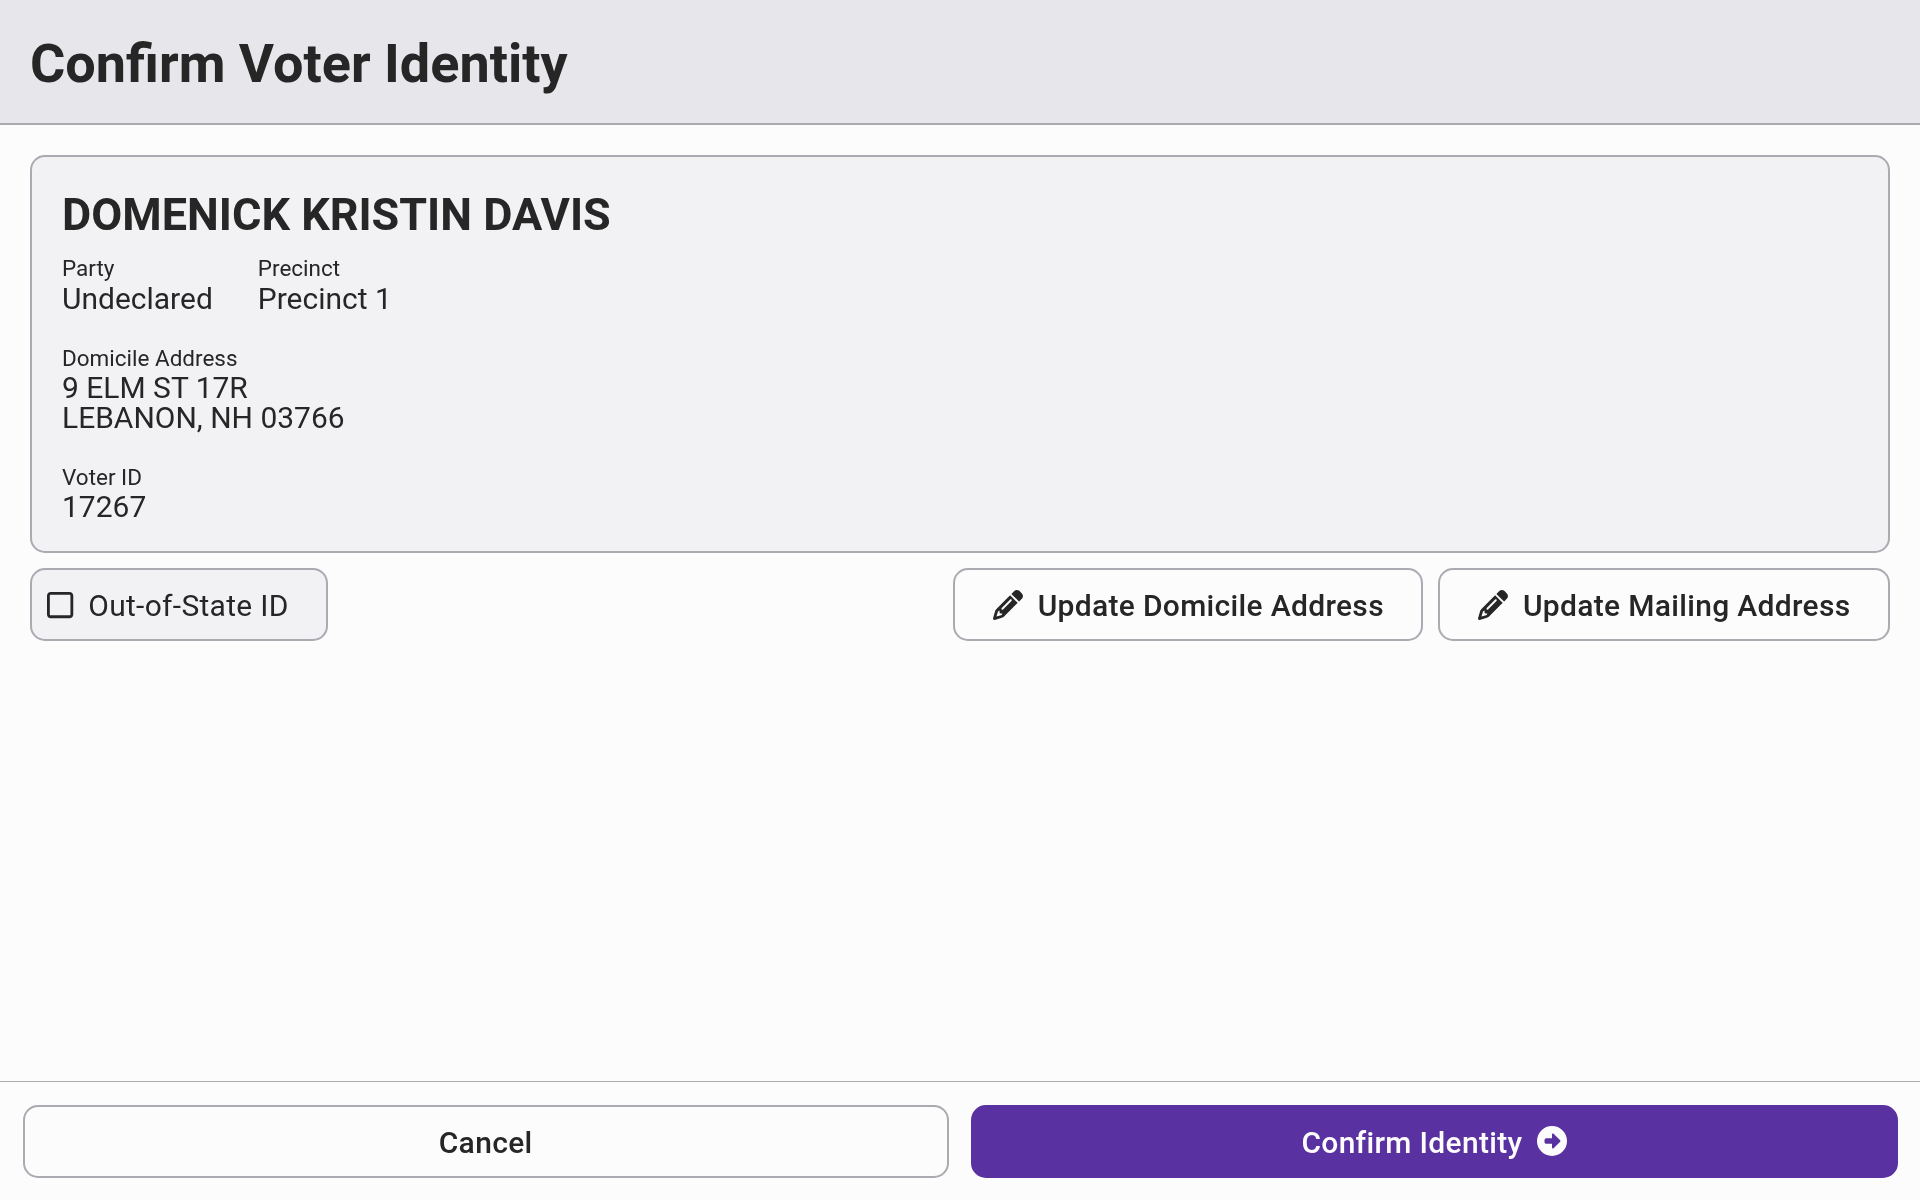 Confirm Voter Identity
DOMENICK KRISTIN DAVIS
Party
Undeclared
Precinct
Precinct 1
Domicile Address
9 ELM ST 17R
LEBANON, NH 03766
Voter ID
17267
Out-of-State ID
Update Domicile Address
Update Mailing Address
Cancel
Confirm Identity